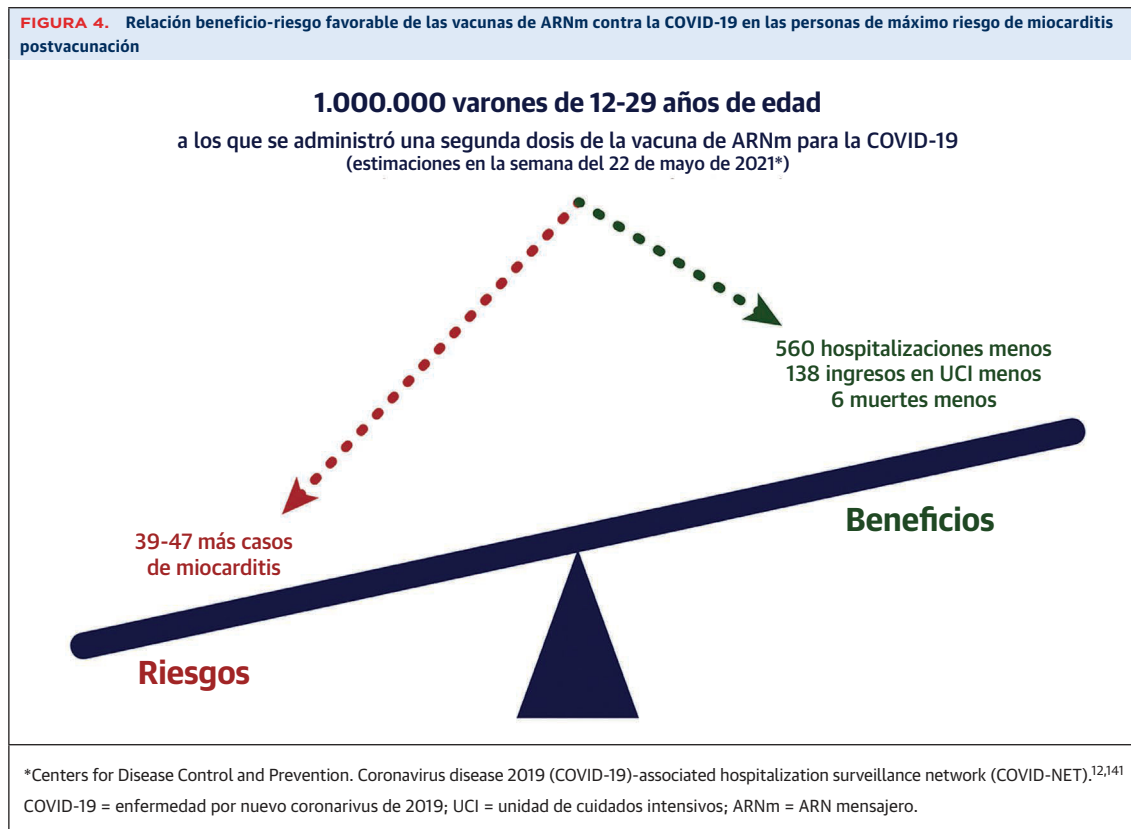 FIGURA 4. Relación beneficio-riesgo favorable de las vacunas de ARNm contra la COVID-19 en las personas de máximo riesgo de miocarditis
postvacunación
1.000.000 varones de 12-29 años de edad
a los que se administró una segunda dosis de la vacuna de ARNm para la COVID-19
(estimaciones en la semana del 22 de mayo de 2021*)
560 hospitalizaciones menos
138 ingresos en UCI menos
6 muertes menos
39-47 más casos
de miocarditis
Beneficios
Riesgos
*Centers for Disease Control and Prevention. Coronavirus disease 2019 (COVID-19)-associated hospitalization surveillance network (COVID-NET).12,141
COVID-19 = enfermedad por nuevo coronarivus de 2019; UCI = unidad de cuidados intensivos; ARNm = ARN mensajero.